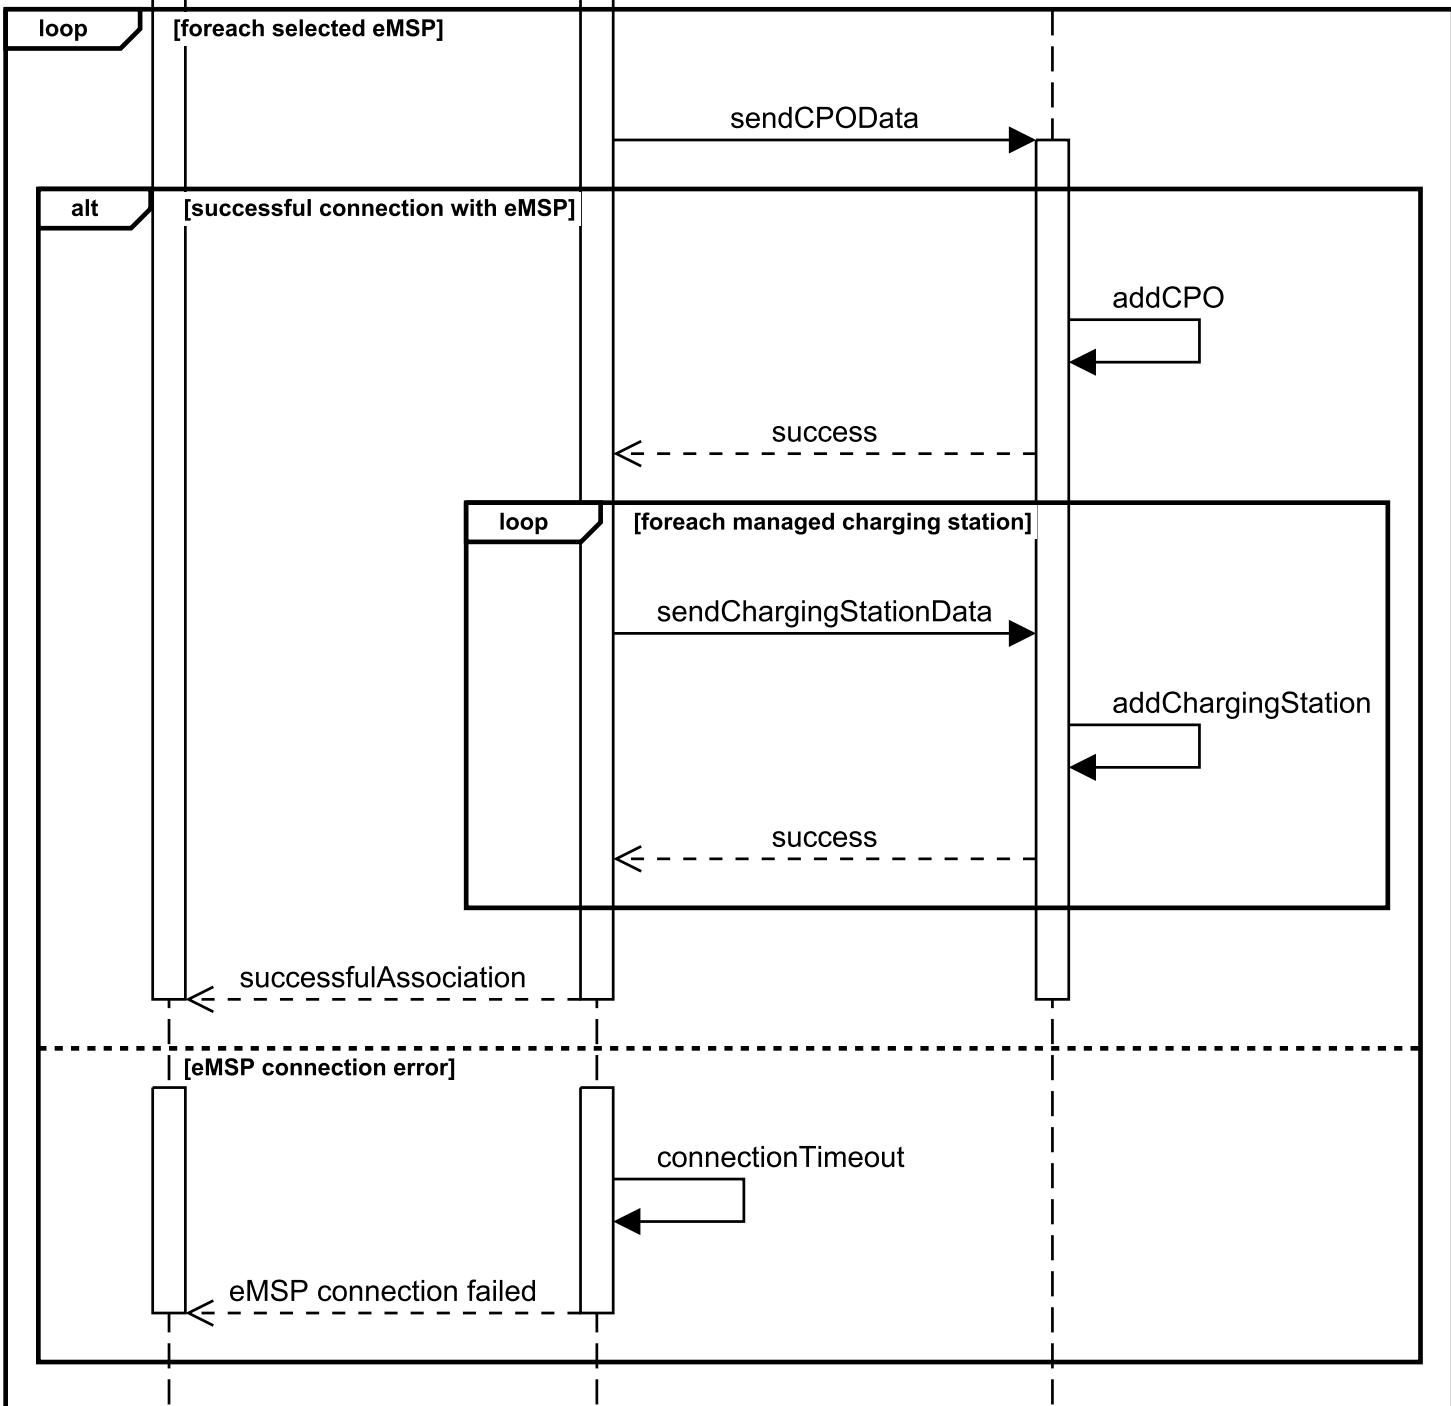 loop
[foreach selected eMSP]
sendCPOData
alt
[successful connection with eMSP]
addCPO
success
loop
[foreach managed charging station]
sendChargingStationData
addChargingStation
success
successfulAssociation
[eMSP connection error]
connectionTimeout
eMSP connection failed